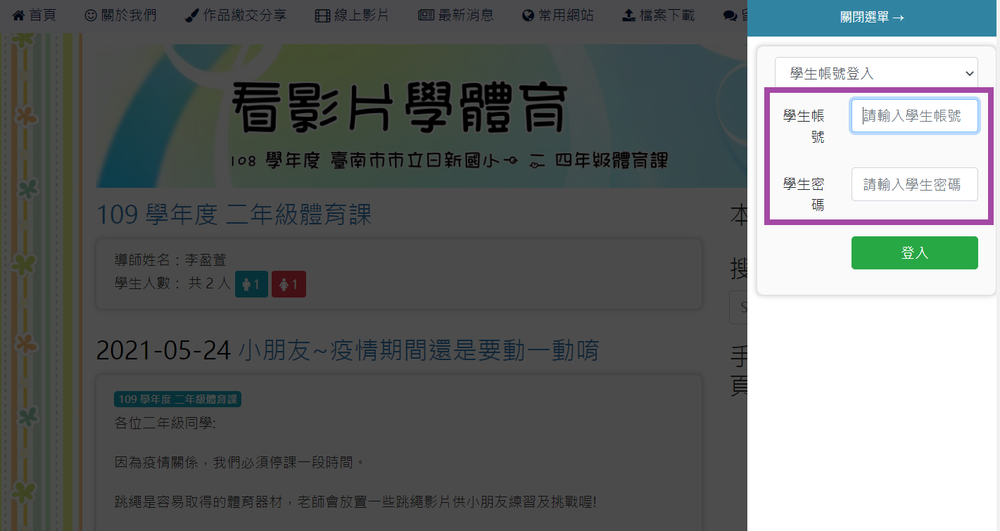 首頁 關於我們 作品繳交分享 線上影片 最新消息 常用網站 檔案下載
關閉選單 →
看影片學體育
108 學年度 臺南市市立日新國小一 二 四年級體育課
109 學年度 二年級體育課
導師姓名：李盈萱
學生人數： 共 2 人 1 1
2021-05-24 小朋友~疫情期間還是要動一動唷
109 學年度 二年級體育課
各位二年級同學:
因為疫情關係，我們必須停課一段時間。
跳繩是容易取得的體育器材，老師會放置一些跳繩影片供小朋友練習及挑戰喔!
本
搜
S
手
頁
學生帳號登入
學生帳
號
請輸入學生帳號
學生密
碼
請輸入學生密碼
登入